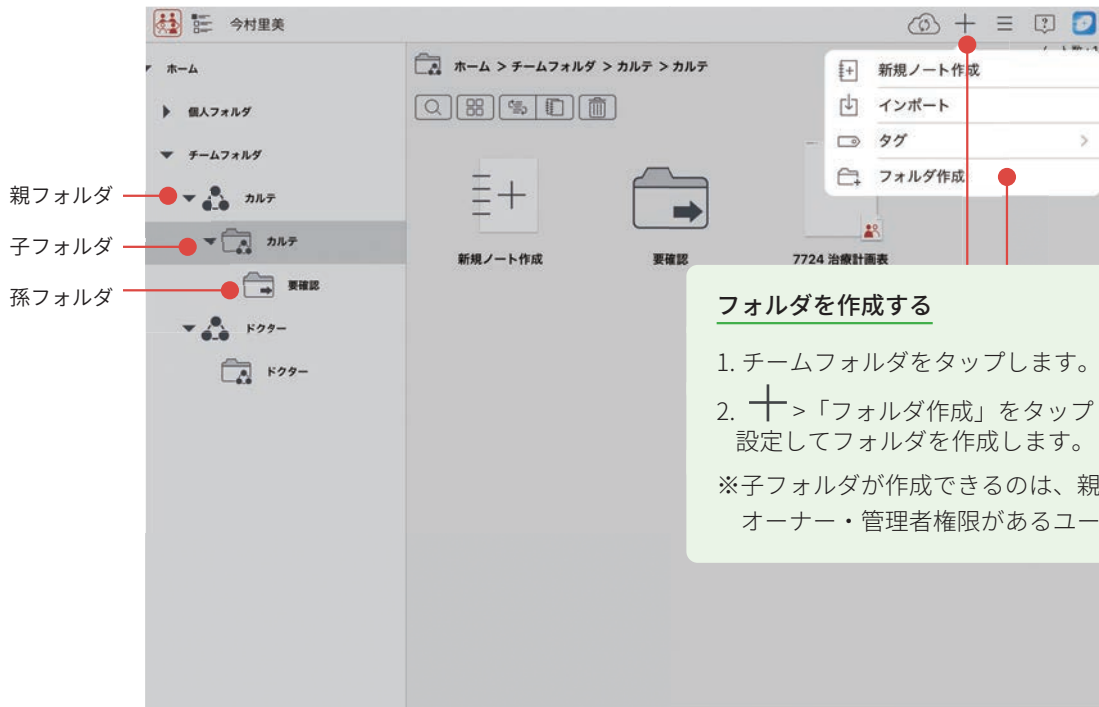 今村里美
ホーム
個人フォルダ
チームフォルダ
親フォルダ
カルテ
子フォルダ
カルテ
孫フォルダ
要確認
ドクター
ドクター
ホーム > チームフォルダ > カルテ > カルテ
新規ノート作成
インポート
タグ
フォルダ作成
新規ノート作成
要確認
7724 治療計画表
フォルダを作成する
1. チームフォルダをタップします。
2. + >「フォルダ作成」をタップ
設定してフォルダを作成します。
※子フォルダが作成できるのは、親
オーナー・管理者権限があるユー